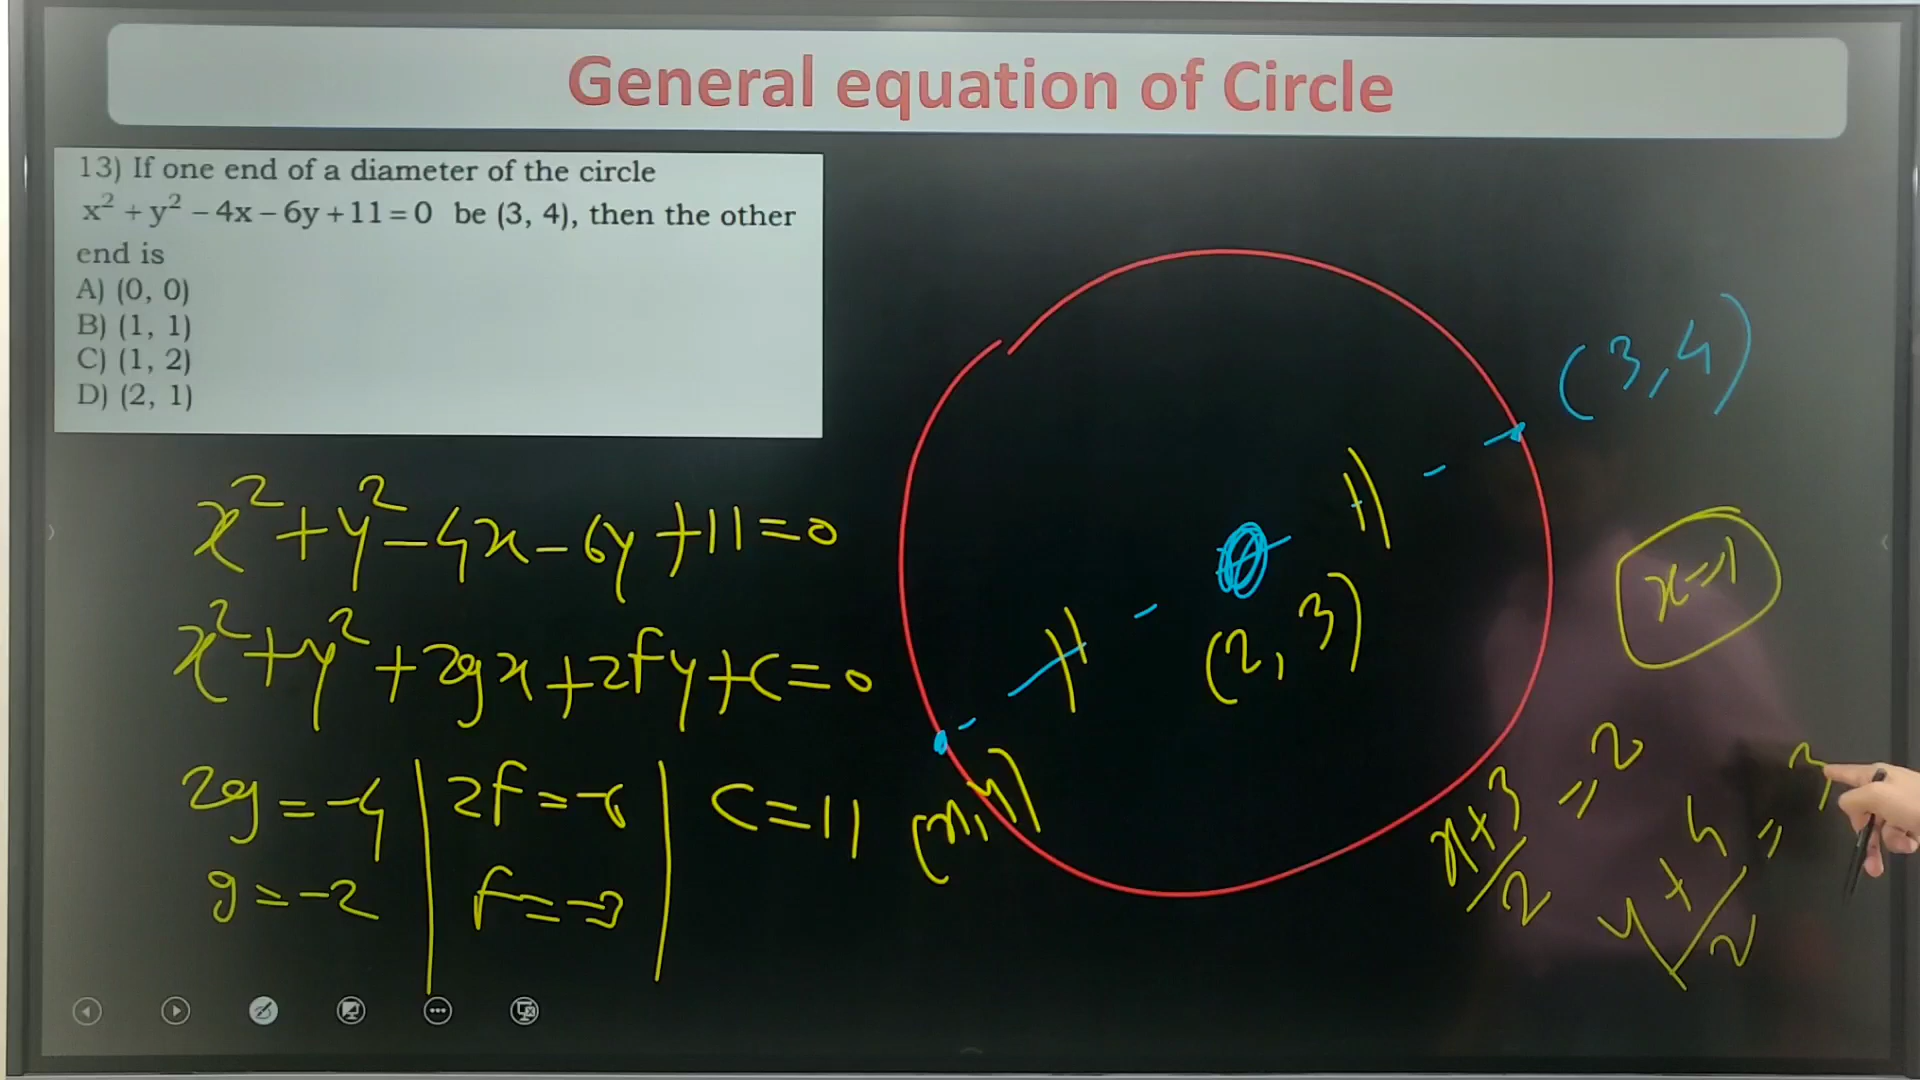 General equation of Circle
13) If one end of a diameter of the circle
x² + y² – 4x – 6y + 11 = 0 be (3, 4), then the other
end is
A) (0, 0)
B) (1, 1)
C) (1, 2)
D) (2, 1)
x²+y²–4x–6y+11=0
x²+y²+2gx+2fy+c=0
2g=–4 | 2f=–6 | c=11
g=–2 | f=–3
(3,4)
(2, 3)
(x,y)
x=1
x+3/2 = 2
y+4/2 = 3